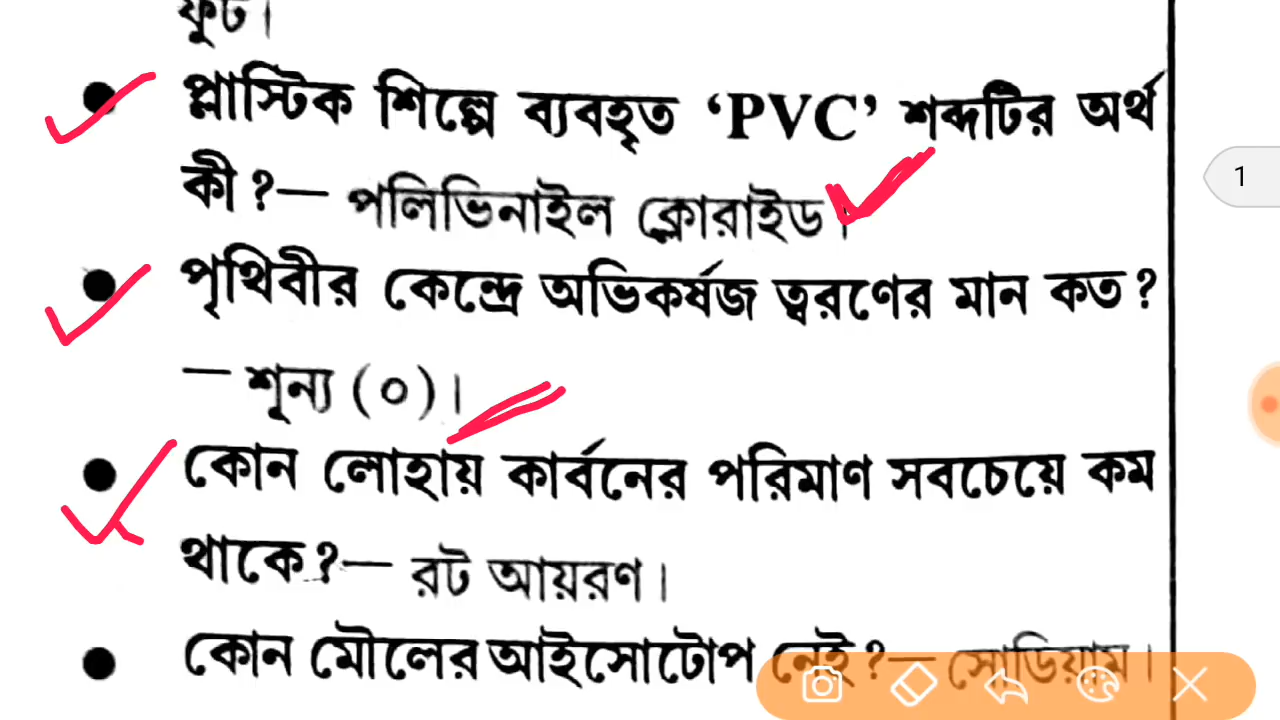 ফুট।
প্লাস্টিক শিল্পে ব্যবহৃত ‘PVC’ শব্দটির অর্থ
কী?— পলিভিনাইল ক্লোরাইড।
পৃথিবীর কেন্দ্রে অভিকর্ষজ ত্বরণের মান কত?
— শূন্য (০)।
কোন লোহায় কার্বনের পরিমাণ সবচেয়ে কম
থাকে?— রট আয়রণ।
কোন মৌলের আইসোটোপ নেই?— সোডিয়াম।
1